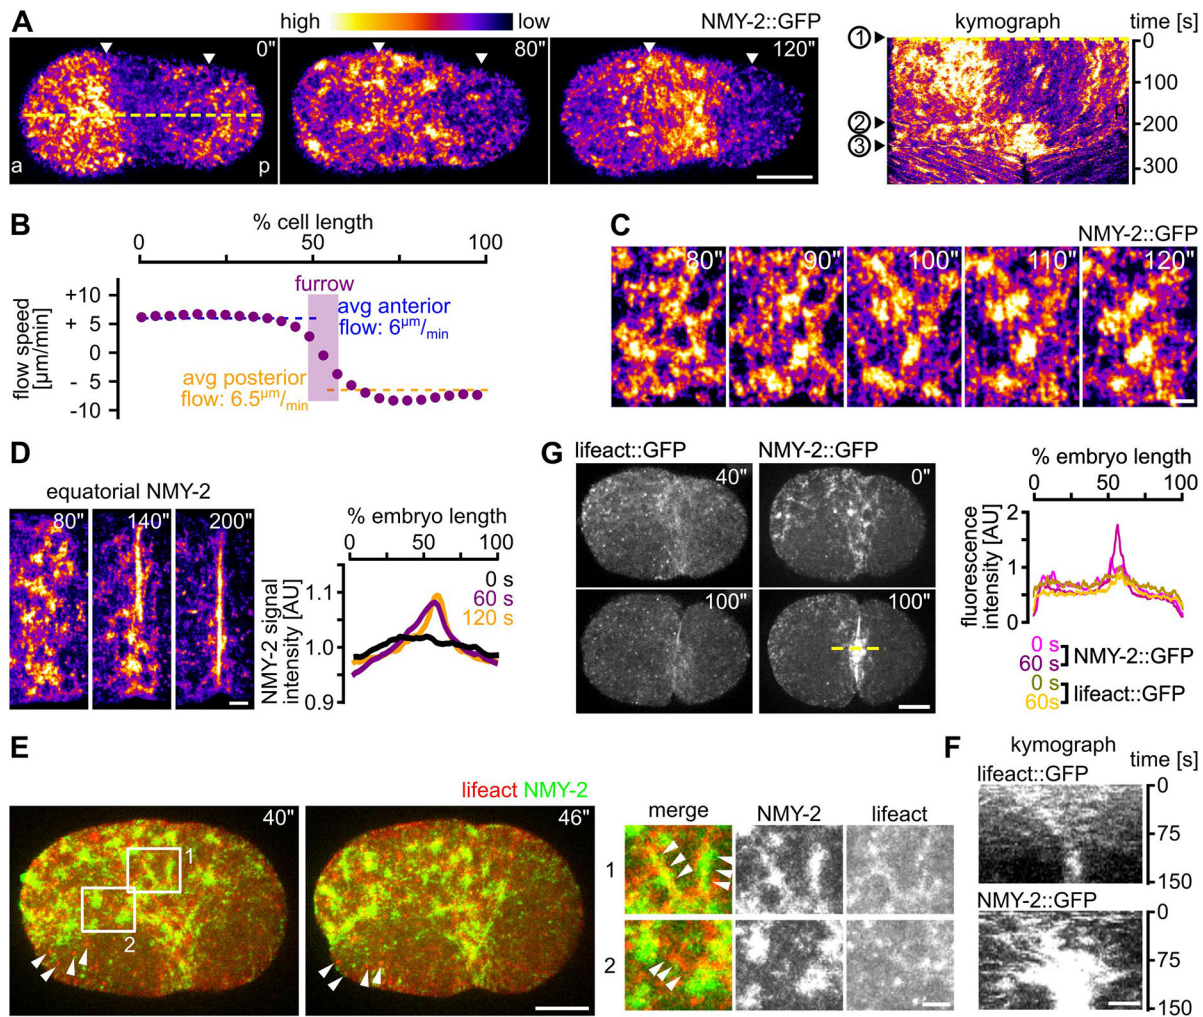 A
high
low
NMY-2::GFP
0"
80"
120"
a
p
kymograph
time [s]
1
2
3
0
100
200
300
p
B
% cell length
0
50
100
flow speed
[µm/min]
+10
+ 5
0
- 5
-10
furrow
avg anterior
flow: 6µm/min
avg posterior
flow: 6.5µm/min
C
NMY-2::GFP
80"
90"
100"
110"
120"
D
equatorial NMY-2
80"
140"
200"
% embryo length
0
50
100
NMY-2 signal
intensity [AU]
1.10
1.0
0.9
0 s
60 s
120 s
G
lifeact::GFP
NMY-2::GFP
40"
0"
100"
100"
% embryo length
0
50
100
fluorescence
intensity [AU]
2
1
0
0 s
60 s
NMY-2::GFP
0 s
60s
lifeact::GFP
E
lifeact NMY-2
40"
46"
1
2
merge
NMY-2
lifeact
1
2
F
kymograph
time [s]
lifeact::GFP
0
75
150
NMY-2::GFP
0
75
150